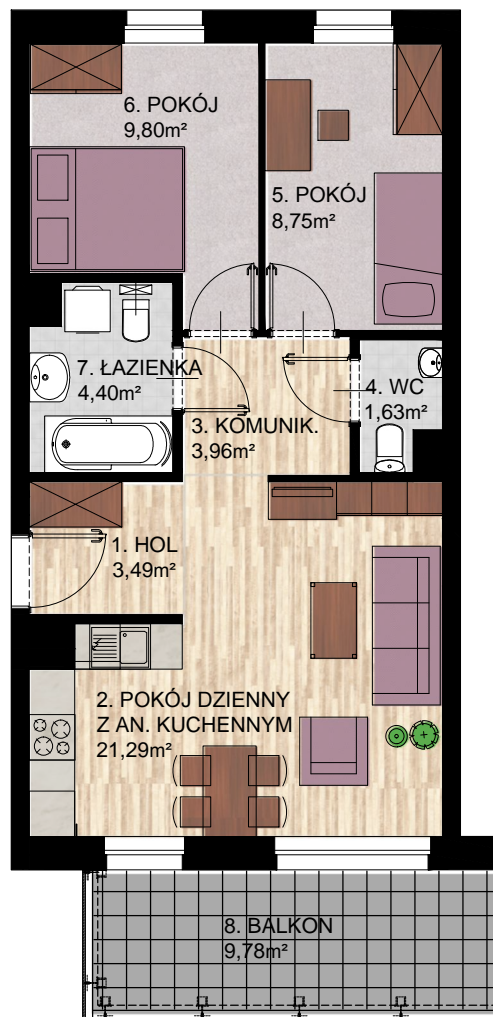 6. POKÓJ
9,80m²
5. POKÓJ
8,75m²
7. ŁAZIENKA
4,40m²
4. WC
1,63m²
3. KOMUNIK.
3,96m²
1. HOL
3,49m²
2. POKÓJ DZIENNY
Z AN. KUCHENNYM
21,29m²
8. BALKON
9,78m²